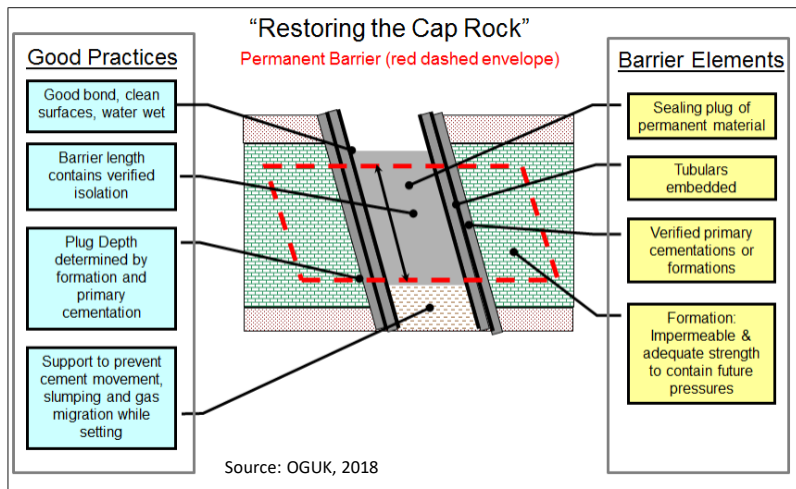 “Restoring the Cap Rock”
Permanent Barrier (red dashed envelope)
Good Practices
Good bond, clean
surfaces, water wet
Barrier length
contains verified
isolation
Plug Depth
determined by
formation and
primary
cementation
Support to prevent
cement movement,
slumping and gas
migration while
setting
Barrier Elements
Sealing plug of
permanent material
Tubulars
embedded
Verified primary
cementations or
formations
Formation:
Impermeable &
adequate strength
to contain future
pressures
Source: OGUK, 2018